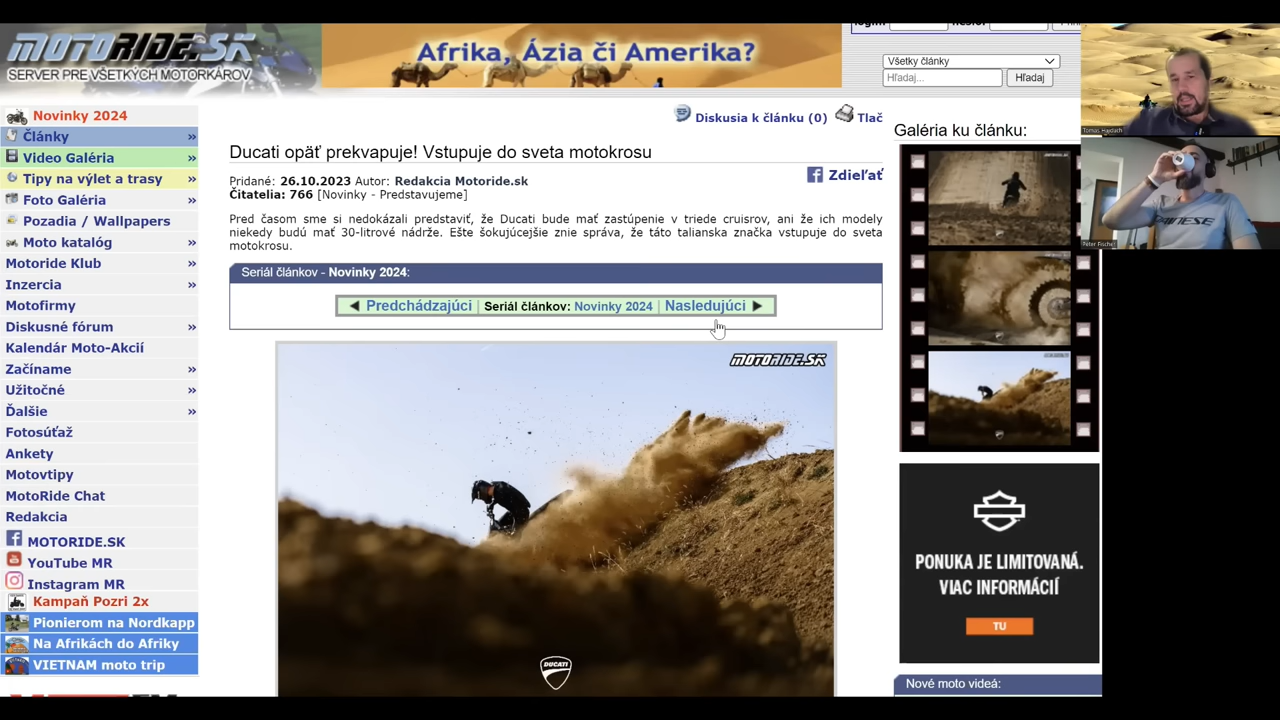 MOTORIDE.SK
SERVER PRE VŠETKÝCH MOTORKÁROV
Afrika, Ázia či Amerika?
Všetky články
Hľadaj...
Hľadaj
Novinky 2024
Články »
Video Galéria »
Tipy na výlet a trasy »
Foto Galéria »
Pozadia / Wallpapers
Moto katalóg »
Motoride Klub »
Inzercia »
Motofirmy
Diskusné fórum »
Kalendár Moto-Akcií
Začíname »
Užitočné »
Ďalšie »
Fotosúťaž
Ankety
Motovtipy
MotoRide Chat
Redakcia
MOTORIDE.SK
YouTube MR
Instagram MR
Kampaň Pozri 2x
Pionierom na Nordkapp
Na Afrikách do Afriky
VIETNAM moto trip
Diskusia k článku (0) Tlač
Ducati opäť prekvapuje! Vstupuje do sveta motokrosu
Pridané: 26.10.2023 Autor: Redakcia Motoride.sk
Čitatelia: 766 [Novinky - Predstavujeme]
Zdieľať
Pred časom sme si nedokázali predstaviť, že Ducati bude mať zastúpenie v triede cruisrov, ani že ich modely
niekedy budú mať 30-litrové nádrže. Ešte šokujúcejšie znie správa, že táto talianska značka vstupuje do sveta
motokrosu.
Seriál článkov - Novinky 2024:
◄ Predchádzajúci | Seriál článkov: Novinky 2024 | Nasledujúci ►
MOTORIDE.SK
DUCATI
Galéria ku článku:
PONUKA JE LIMITOVANÁ.
VIAC INFORMÁCIÍ
TU
Nové moto videá:
Tomas Hajdach
DAINESE
Peter Fischer